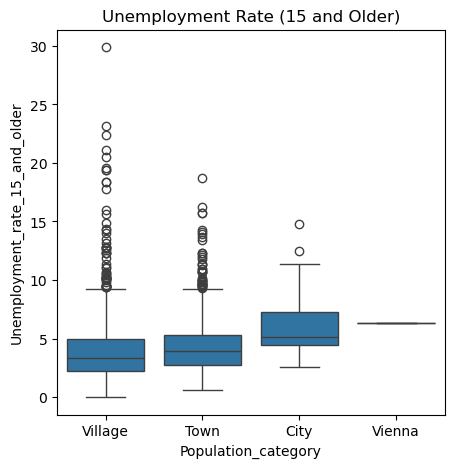 Unemployment Rate (15 and Older)
30
25
20
15
10
5
0
Unemployment_rate_15_and_older
Village Town City Vienna
Population_category